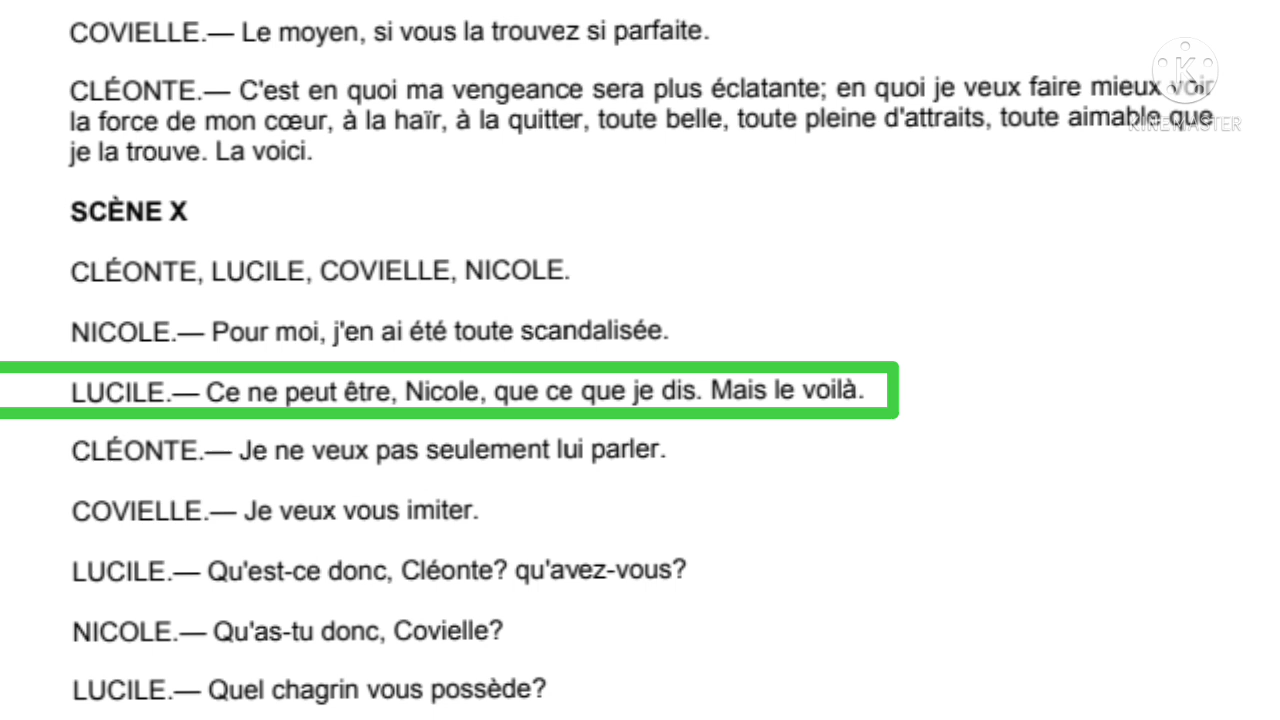 COVIELLE.— Le moyen, si vous la trouvez si parfaite.
CLÉONTE.— C'est en quoi ma vengeance sera plus éclatante; en quoi je veux faire mieux voir
la force de mon cœur, à la haïr, à la quitter, toute belle, toute pleine d'attraits, toute aimable que
je la trouve. La voici.
SCÈNE X
CLÉONTE, LUCILE, COVIELLE, NICOLE.
NICOLE.— Pour moi, j'en ai été toute scandalisée.
LUCILE.— Ce ne peut être, Nicole, que ce que je dis. Mais le voilà.
CLÉONTE.— Je ne veux pas seulement lui parler.
COVIELLE.— Je veux vous imiter.
LUCILE.— Qu'est-ce donc, Cléonte? qu'avez-vous?
NICOLE.— Qu'as-tu donc, Covielle?
LUCILE.— Quel chagrin vous possède?
K
KINEMASTER